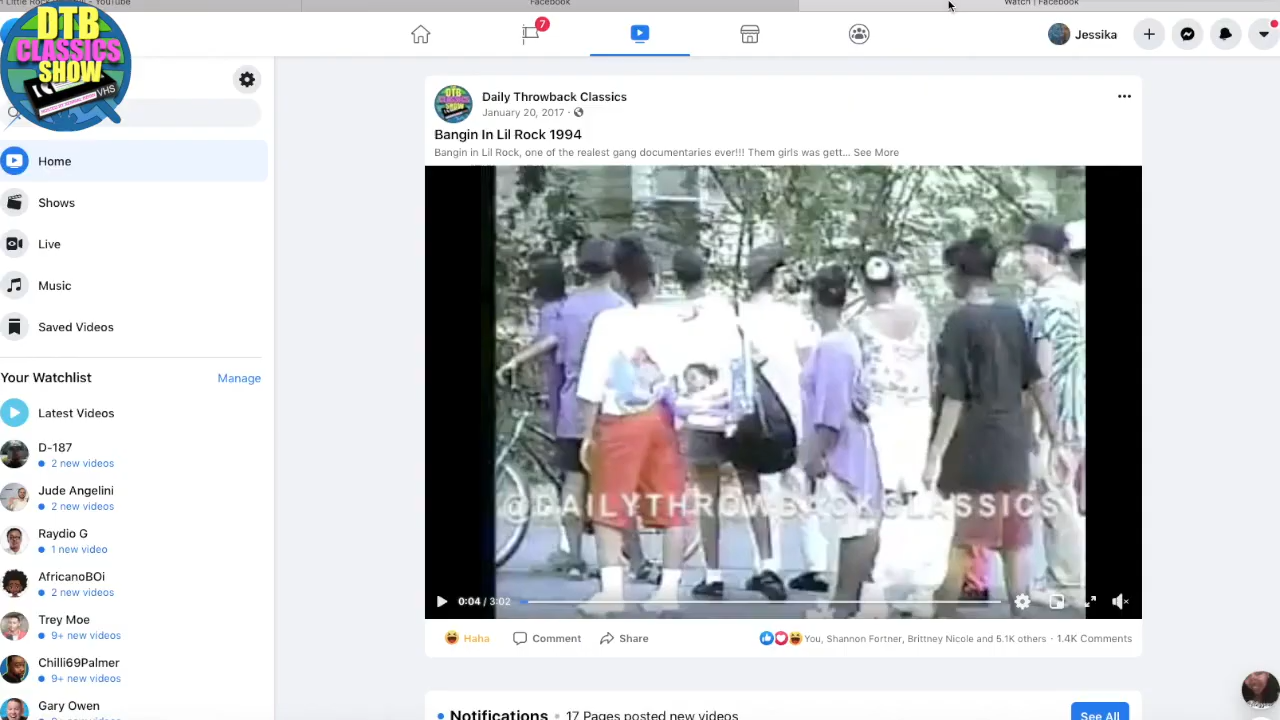 Little Rock
- YouTube
Facebook
Watch | Facebook
DTB
CLASSICS
SHOW
VHS
7
Jessika
Daily Throwback Classics
January 20, 2017 ·
Bangin In Lil Rock 1994
Bangin in Lil Rock, one of the realest gang documentaries ever!!! Them girls was gett... See More
Home
Shows
Live
Music
Saved Videos
Your Watchlist
Manage
Latest Videos
D-187
2 new videos
Jude Angelini
2 new videos
Raydio G
1 new video
AfricanoBOi
2 new videos
Trey Moe
9+ new videos
Chilli69Palmer
9+ new videos
Gary Owen
@DAILYTHROWBACKCLASSICS
0:04 / 3:02
Haha
Comment
Share
You, Shannon Fortner, Brittney Nicole and 5.1K others · 1.4K Comments
Notifications • 17 Pages posted new videos
See All